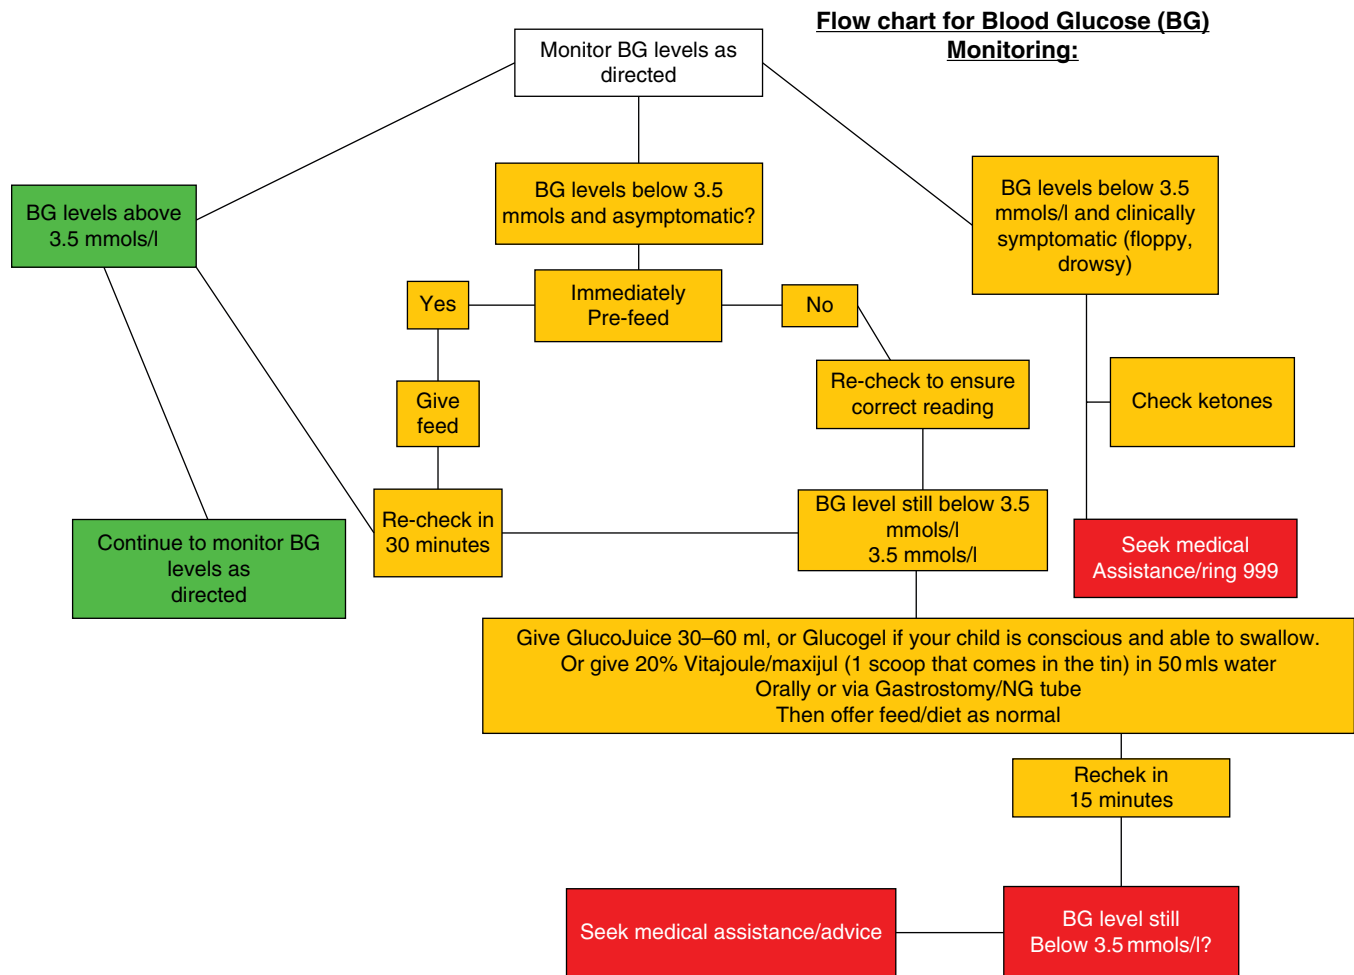 Flow chart for Blood Glucose (BG)
Monitoring:
Monitor BG levels as
directed
BG levels above
3.5 mmols/l
BG levels below 3.5
mmols and asymptomatic?
BG levels below 3.5
mmols/l and clinically
symptomatic (floppy,
drowsy)
Yes
Immediately
Pre-feed
No
Give
feed
Re-check to ensure
correct reading
Check ketones
Continue to monitor BG
levels as
directed
Re-check in
30 minutes
BG level still below 3.5
mmols/l
3.5 mmols/l
Seek medical
Assistance/ring 999
Give GlucoJuice 30–60 ml, or Glucogel if your child is conscious and able to swallow.
Or give 20% Vitajoule/maxijul (1 scoop that comes in the tin) in 50 mls water
Orally or via Gastrostomy/NG tube
Then offer feed/diet as normal
Rechek in
15 minutes
Seek medical assistance/advice
BG level still
Below 3.5 mmols/l?